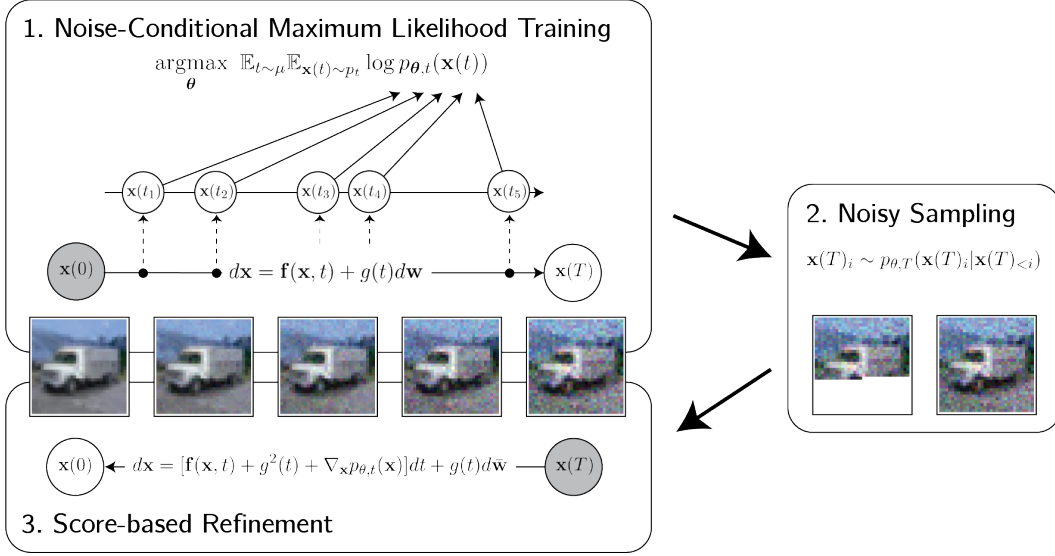 1. Noise-Conditional Maximum Likelihood Training
argmax 𝔼_{t∼μ}𝔼_{𝐱(t)∼p_t} log p_{𝛉,t}(𝐱(t))
𝛉
𝐱(t₁) 𝐱(t₂) 𝐱(t₃) 𝐱(t₄) 𝐱(t₅)
𝐱(0) d𝐱 = 𝐟(𝐱, t) + g(t)d𝐰 𝐱(T)
2. Noisy Sampling
𝐱(T)_i ∼ p_{θ,T}(𝐱(T)_i|𝐱(T)_{<i})
𝐱(0) d𝐱 = [𝐟(𝐱, t) + g²(t) + ∇_𝐱 p_{θ,t}(𝐱)]dt + g(t)d𝐰̄ 𝐱(T)
3. Score-based Refinement